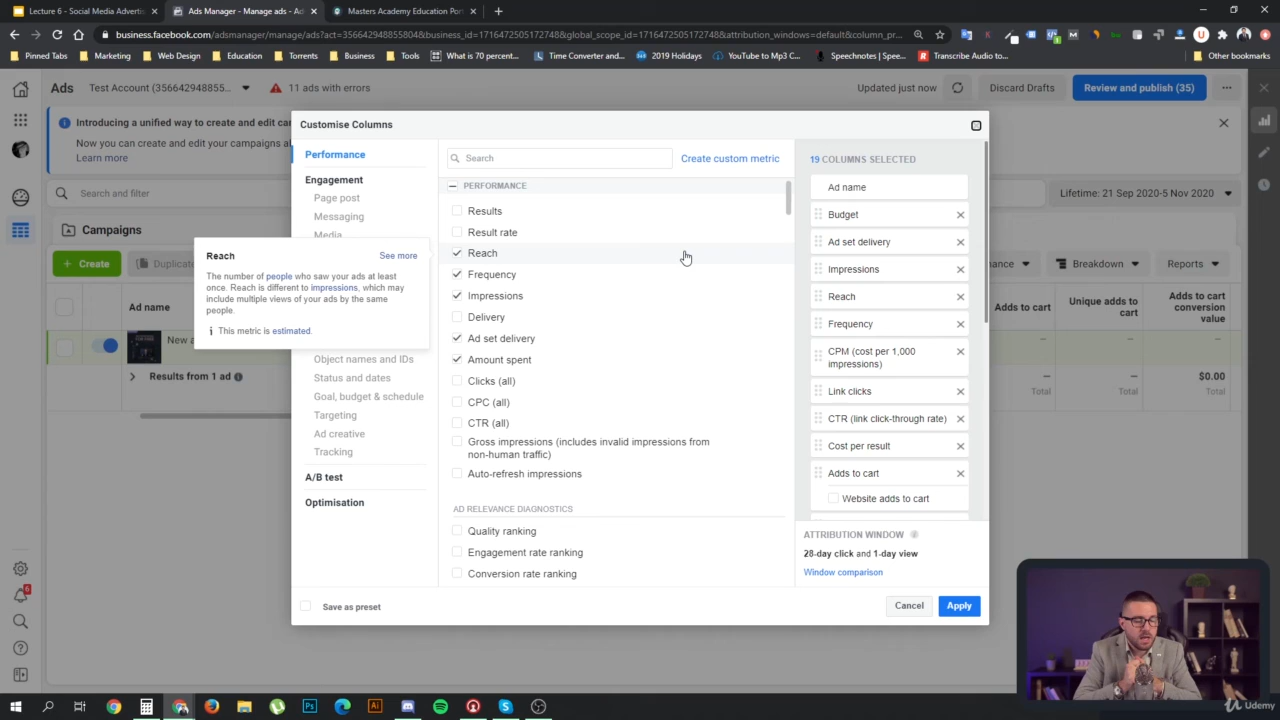 Lecture 6 - Social Media Advertis
Ads Manager - Manage ads - Ads
Masters Academy Education Port
business.facebook.com/adsmanager/manage/ads?act=356642948855804&business_id=1716472505172748&global_scope_id=1716472505172748&attribution_windows=default&column_pr...
Pinned Tabs
Marketing
Web Design
Education
Torrents
Business
Tools
What is 70 percent...
Time Converter and...
2019 Holidays
YouTube to Mp3 C...
Speechnotes | Spee...
Transcribe Audio to...
Other bookmarks
Ads
Test Account (356642948855...
11 ads with errors
Updated just now
Discard Drafts
Review and publish (35)
Introducing a unified way to create and edit
Now you can create and edit your campaigns
Learn more
Search and filter
Lifetime: 21 Sep 2020-5 Nov 2020
Campaigns
+ Create
Duplicate
Breakdown
Reports
Ad name
Adds to cart
Unique adds to
cart
Adds to cart
conversion
value
New a
Results from 1 ad
—
—
—
—
—
$0.00
Total
Total
Total
Customise Columns
Performance
Engagement
Page post
Messaging
Media
Object names and IDs
Status and dates
Goal, budget & schedule
Targeting
Ad creative
Tracking
A/B test
Optimisation
Reach
See more
The number of people who saw your ads at least
once. Reach is different to impressions, which may
include multiple views of your ads by the same
people.
This metric is estimated.
Search
Create custom metric
PERFORMANCE
Results
Result rate
Reach
Frequency
Impressions
Delivery
Ad set delivery
Amount spent
Clicks (all)
CPC (all)
CTR (all)
Gross impressions (includes invalid impressions from
non-human traffic)
Auto-refresh impressions
AD RELEVANCE DIAGNOSTICS
Quality ranking
Engagement rate ranking
Conversion rate ranking
19 COLUMNS SELECTED
Ad name
Budget
Ad set delivery
Impressions
Reach
Frequency
CPM (cost per 1,000
impressions)
Link clicks
CTR (link click-through rate)
Cost per result
Adds to cart
Website adds to cart
ATTRIBUTION WINDOW
28-day click and 1-day view
Window comparison
Save as preset
Cancel
Apply
6
Udemy